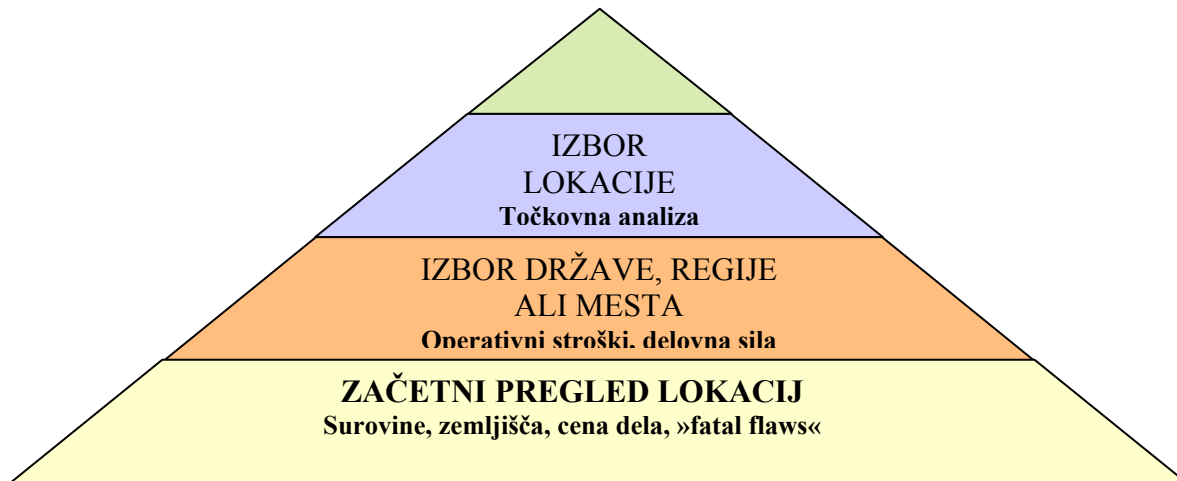 IZBOR
LOKACIJE
Točkovna analiza
IZBOR DRŽAVE, REGIJE
ALI MESTA
Operativni stroški, delovna sila
ZAČETNI PREGLED LOKACIJ
Surovine, zemljišča, cena dela, »fatal flaws«